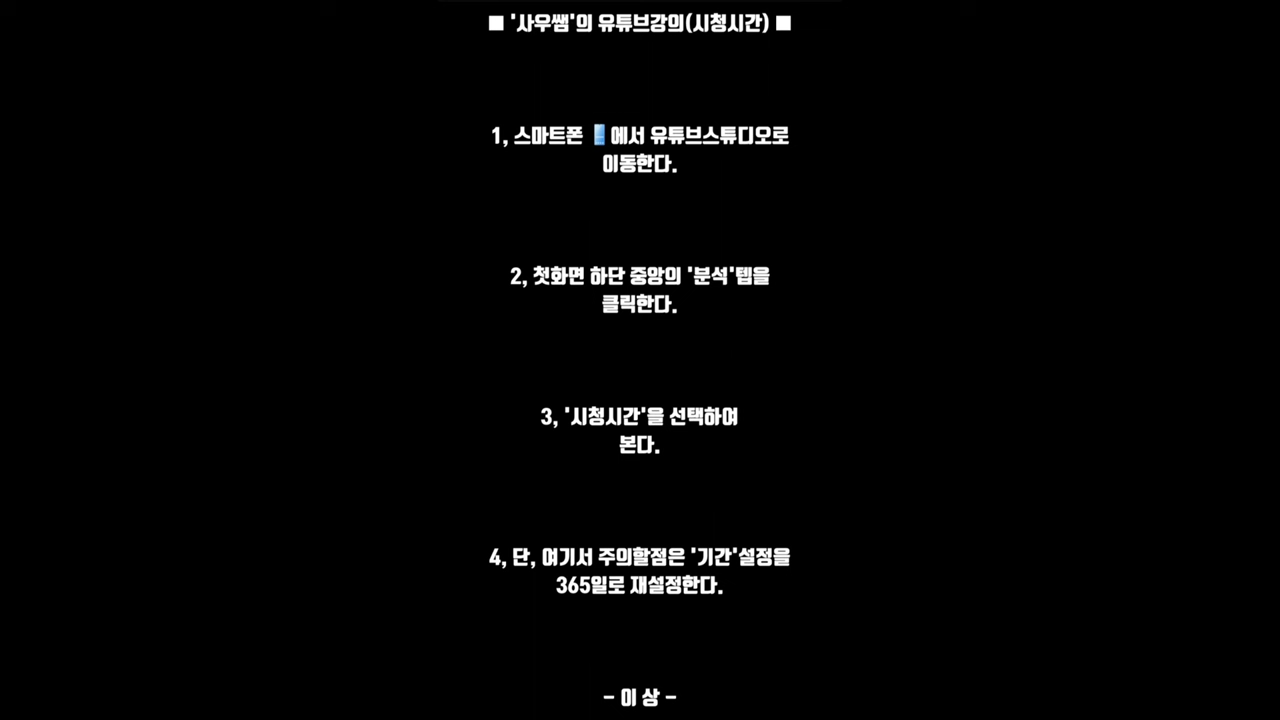 ■ '사우쌤'의 유튜브강의(시청시간) ■
1, 스마트폰 📱에서 유튜브스튜디오로
이동한다.
2, 첫화면 하단 중앙의 '분석'텝을
클릭한다.
3, '시청시간'을 선택하여
본다.
4, 단, 여기서 주의할점은 '기간'설정을
365일로 재설정한다.
- 이 상 -